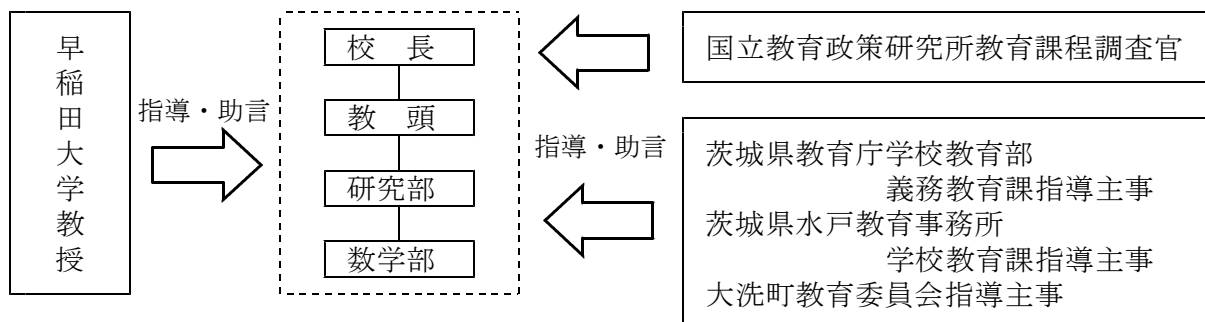 早稲田大学教授
指導・助言
校　長
教　頭
研究部
数学部
指導・助言
国立教育政策研究所教育課程調査官
茨城県教育庁学校教育部
義務教育課指導主事
茨城県水戸教育事務所
学校教育課指導主事
大洗町教育委員会指導主事